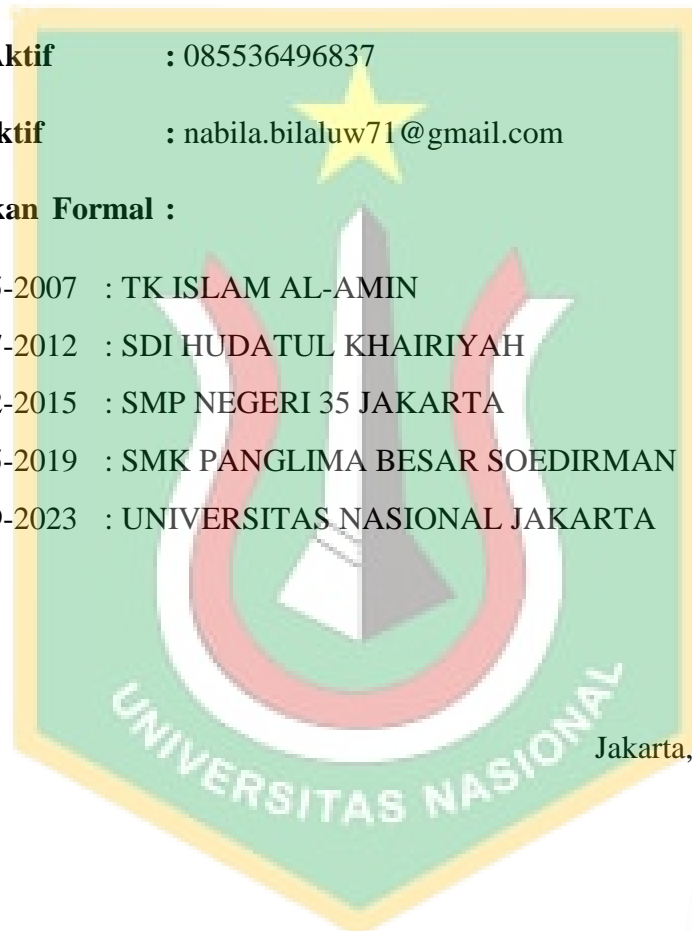 Aktif : 085536496837
ktif : nabila.bilaluw71@gmail.com
kan Formal :
-2007 : TK ISLAM AL-AMIN
-2012 : SDI HUDATUL KHAIRIYAH
-2015 : SMP NEGERI 35 JAKARTA
-2019 : SMK PANGLIMA BESAR SOEDIRMAN
-2023 : UNIVERSITAS NASIONAL JAKARTA
Jakarta,
UNIVERSITAS NASIONAL